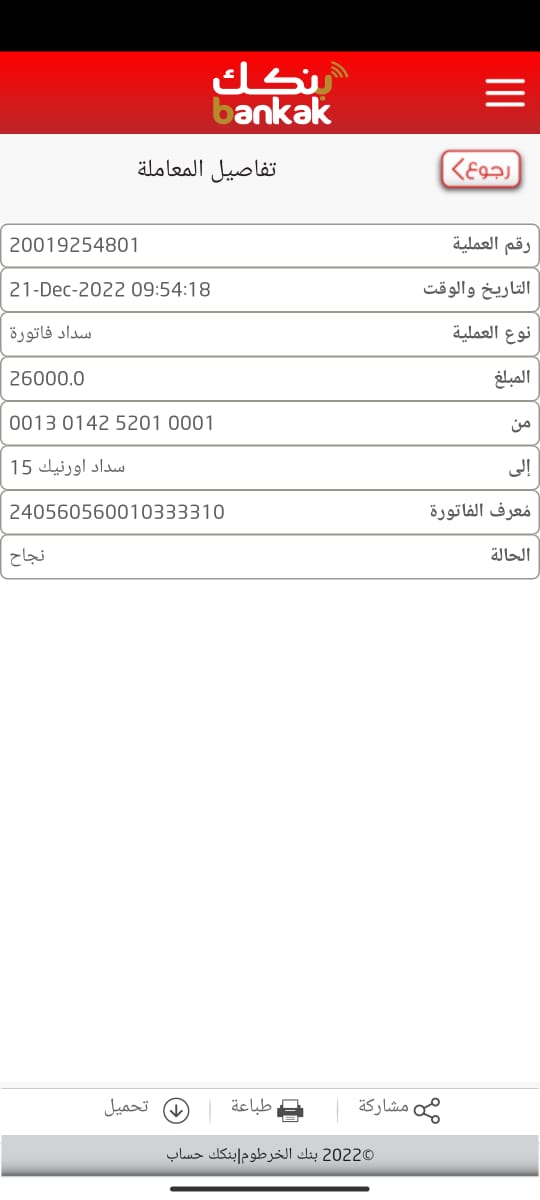 بنكك
bankak
رجوع
تفاصيل المعاملة
رقم العملية 20019254801
التاريخ والوقت 21-Dec-2022 09:54:18
نوع العملية سداد فاتورة
المبلغ 26000.0
من 0013 0142 5201 0001
إلى سداد اورنيك 15
مُعرف الفاتورة 240560560010333310
الحالة نجاح
مشاركة طباعة تحميل
©2022 بنك الخرطوم|بنكك حساب